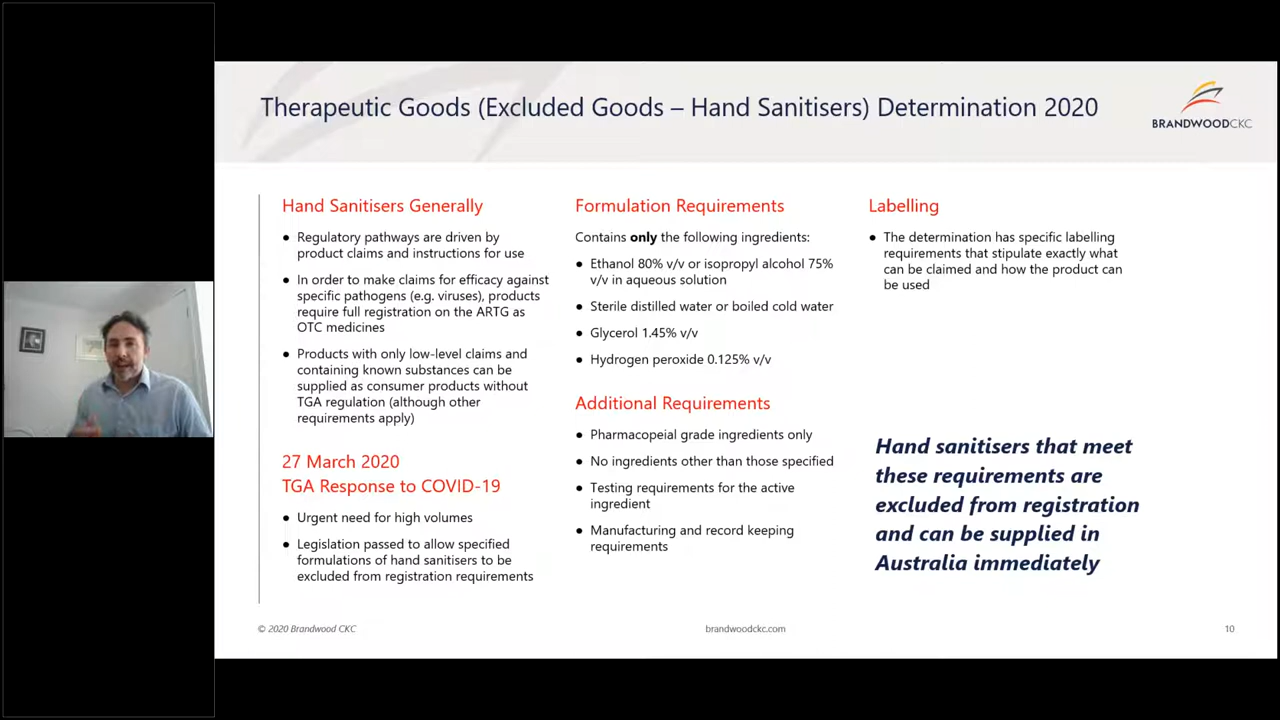 Therapeutic Goods (Excluded Goods – Hand Sanitisers) Determination 2020
BRANDWOODCKC
Hand Sanitisers Generally
● Regulatory pathways are driven by
product claims and instructions for use
● In order to make claims for efficacy against
specific pathogens (e.g. viruses), products
require full registration on the ARTG as
OTC medicines
● Products with only low-level claims and
containing known substances can be
supplied as consumer products without
TGA regulation (although other
requirements apply)
27 March 2020
TGA Response to COVID-19
● Urgent need for high volumes
● Legislation passed to allow specified
formulations of hand sanitisers to be
excluded from registration requirements
Formulation Requirements
Contains only the following ingredients:
● Ethanol 80% v/v or isopropyl alcohol 75%
v/v in aqueous solution
● Sterile distilled water or boiled cold water
● Glycerol 1.45% v/v
● Hydrogen peroxide 0.125% v/v
Additional Requirements
● Pharmacopeial grade ingredients only
● No ingredients other than those specified
● Testing requirements for the active
ingredient
● Manufacturing and record keeping
requirements
Labelling
● The determination has specific labelling
requirements that stipulate exactly what
can be claimed and how the product can
be used
Hand sanitisers that meet
these requirements are
excluded from registration
and can be supplied in
Australia immediately
© 2020 Brandwood CKC
brandwoodckc.com
10